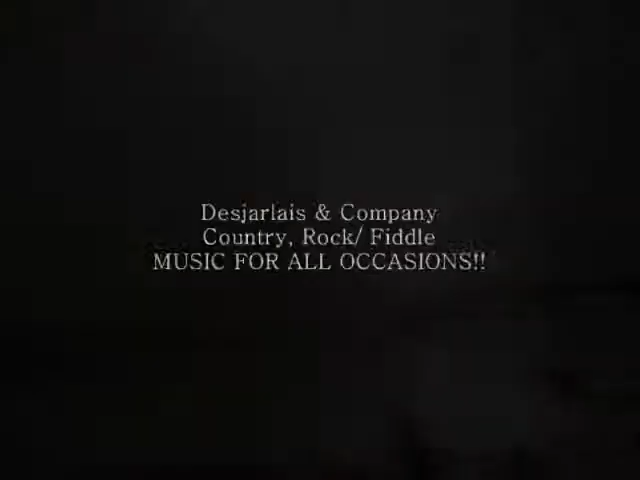 Desjarlais & Company
Country, Rock/ Fiddle
MUSIC FOR ALL OCCASIONS!!